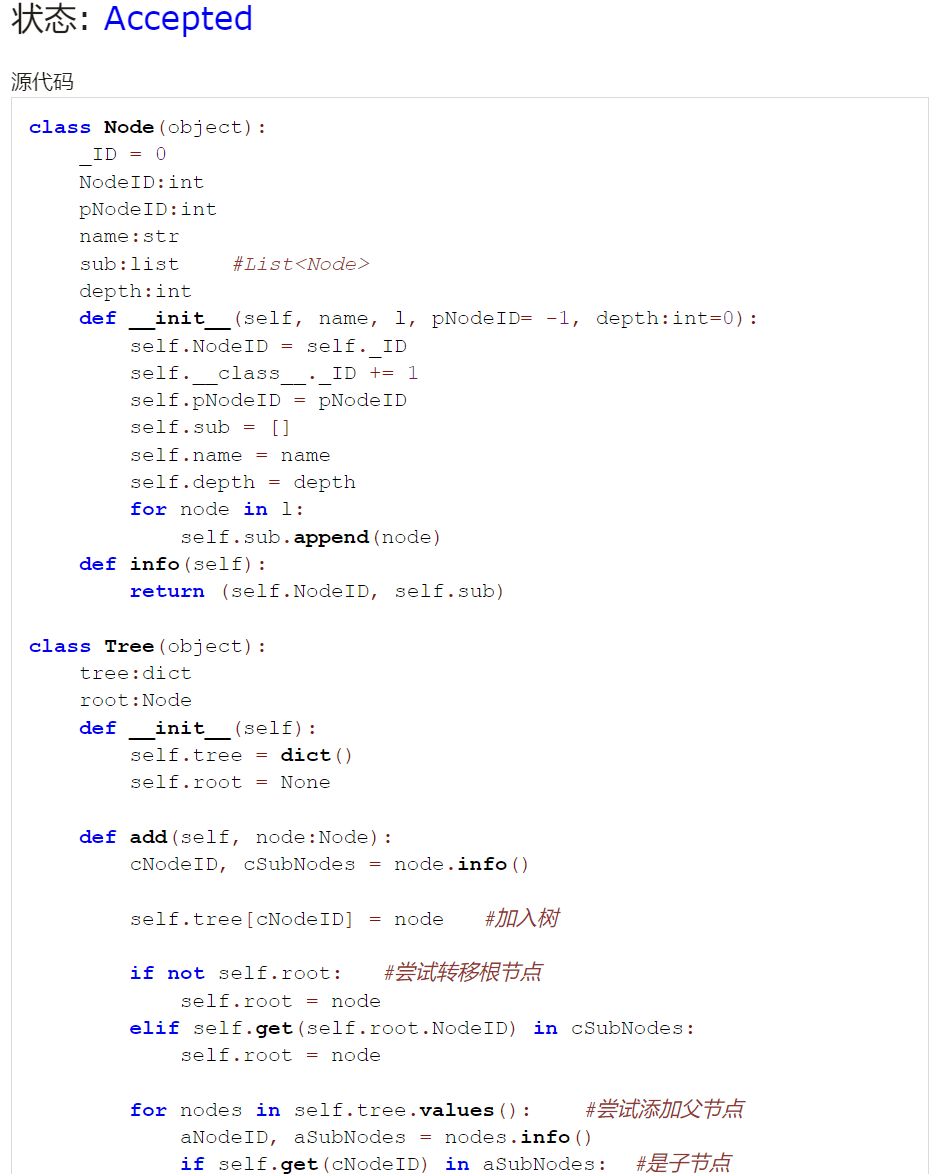 状态: Accepted
源代码
class Node(object):
    _ID = 0
    NodeID:int
    pNodeID:int
    name:str
    sub:list    #List<Node>
    depth:int
    def __init__(self, name, l, pNodeID= -1, depth:int=0):
        self.NodeID = self._ID
        self.__class__._ID += 1
        self.pNodeID = pNodeID
        self.sub = []
        self.name = name
        self.depth = depth
        for node in l:
            self.sub.append(node)
    def info(self):
        return (self.NodeID, self.sub)
class Tree(object):
    tree:dict
    root:Node
    def __init__(self):
        self.tree = dict()
        self.root = None
    def add(self, node:Node):
        cNodeID, cSubNodes = node.info()
        self.tree[cNodeID] = node   #加入树
        if not self.root:   #尝试转移根节点
            self.root = node
        elif self.get(self.root.NodeID) in cSubNodes:
            self.root = node
        for nodes in self.tree.values():    #尝试添加父节点
            aNodeID, aSubNodes = nodes.info()
            if self.get(cNodeID) in aSubNodes:  #是子节点